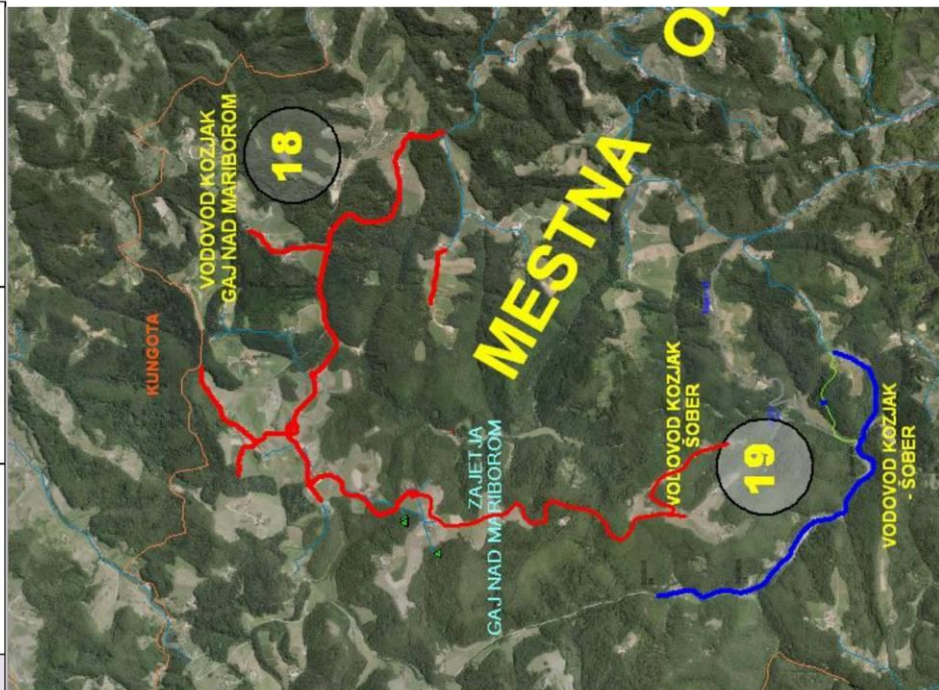 VODOVOD KOZJAK
GAJ NAD MARIBOROM
18
KUNGOTA
MESTNA
O
ZAJETJA
GAJ NAD MARIBOROM
VODOVOD KOZJAK
ŠOBER
19
VODOVOD KOZJAK
- ŠOBER